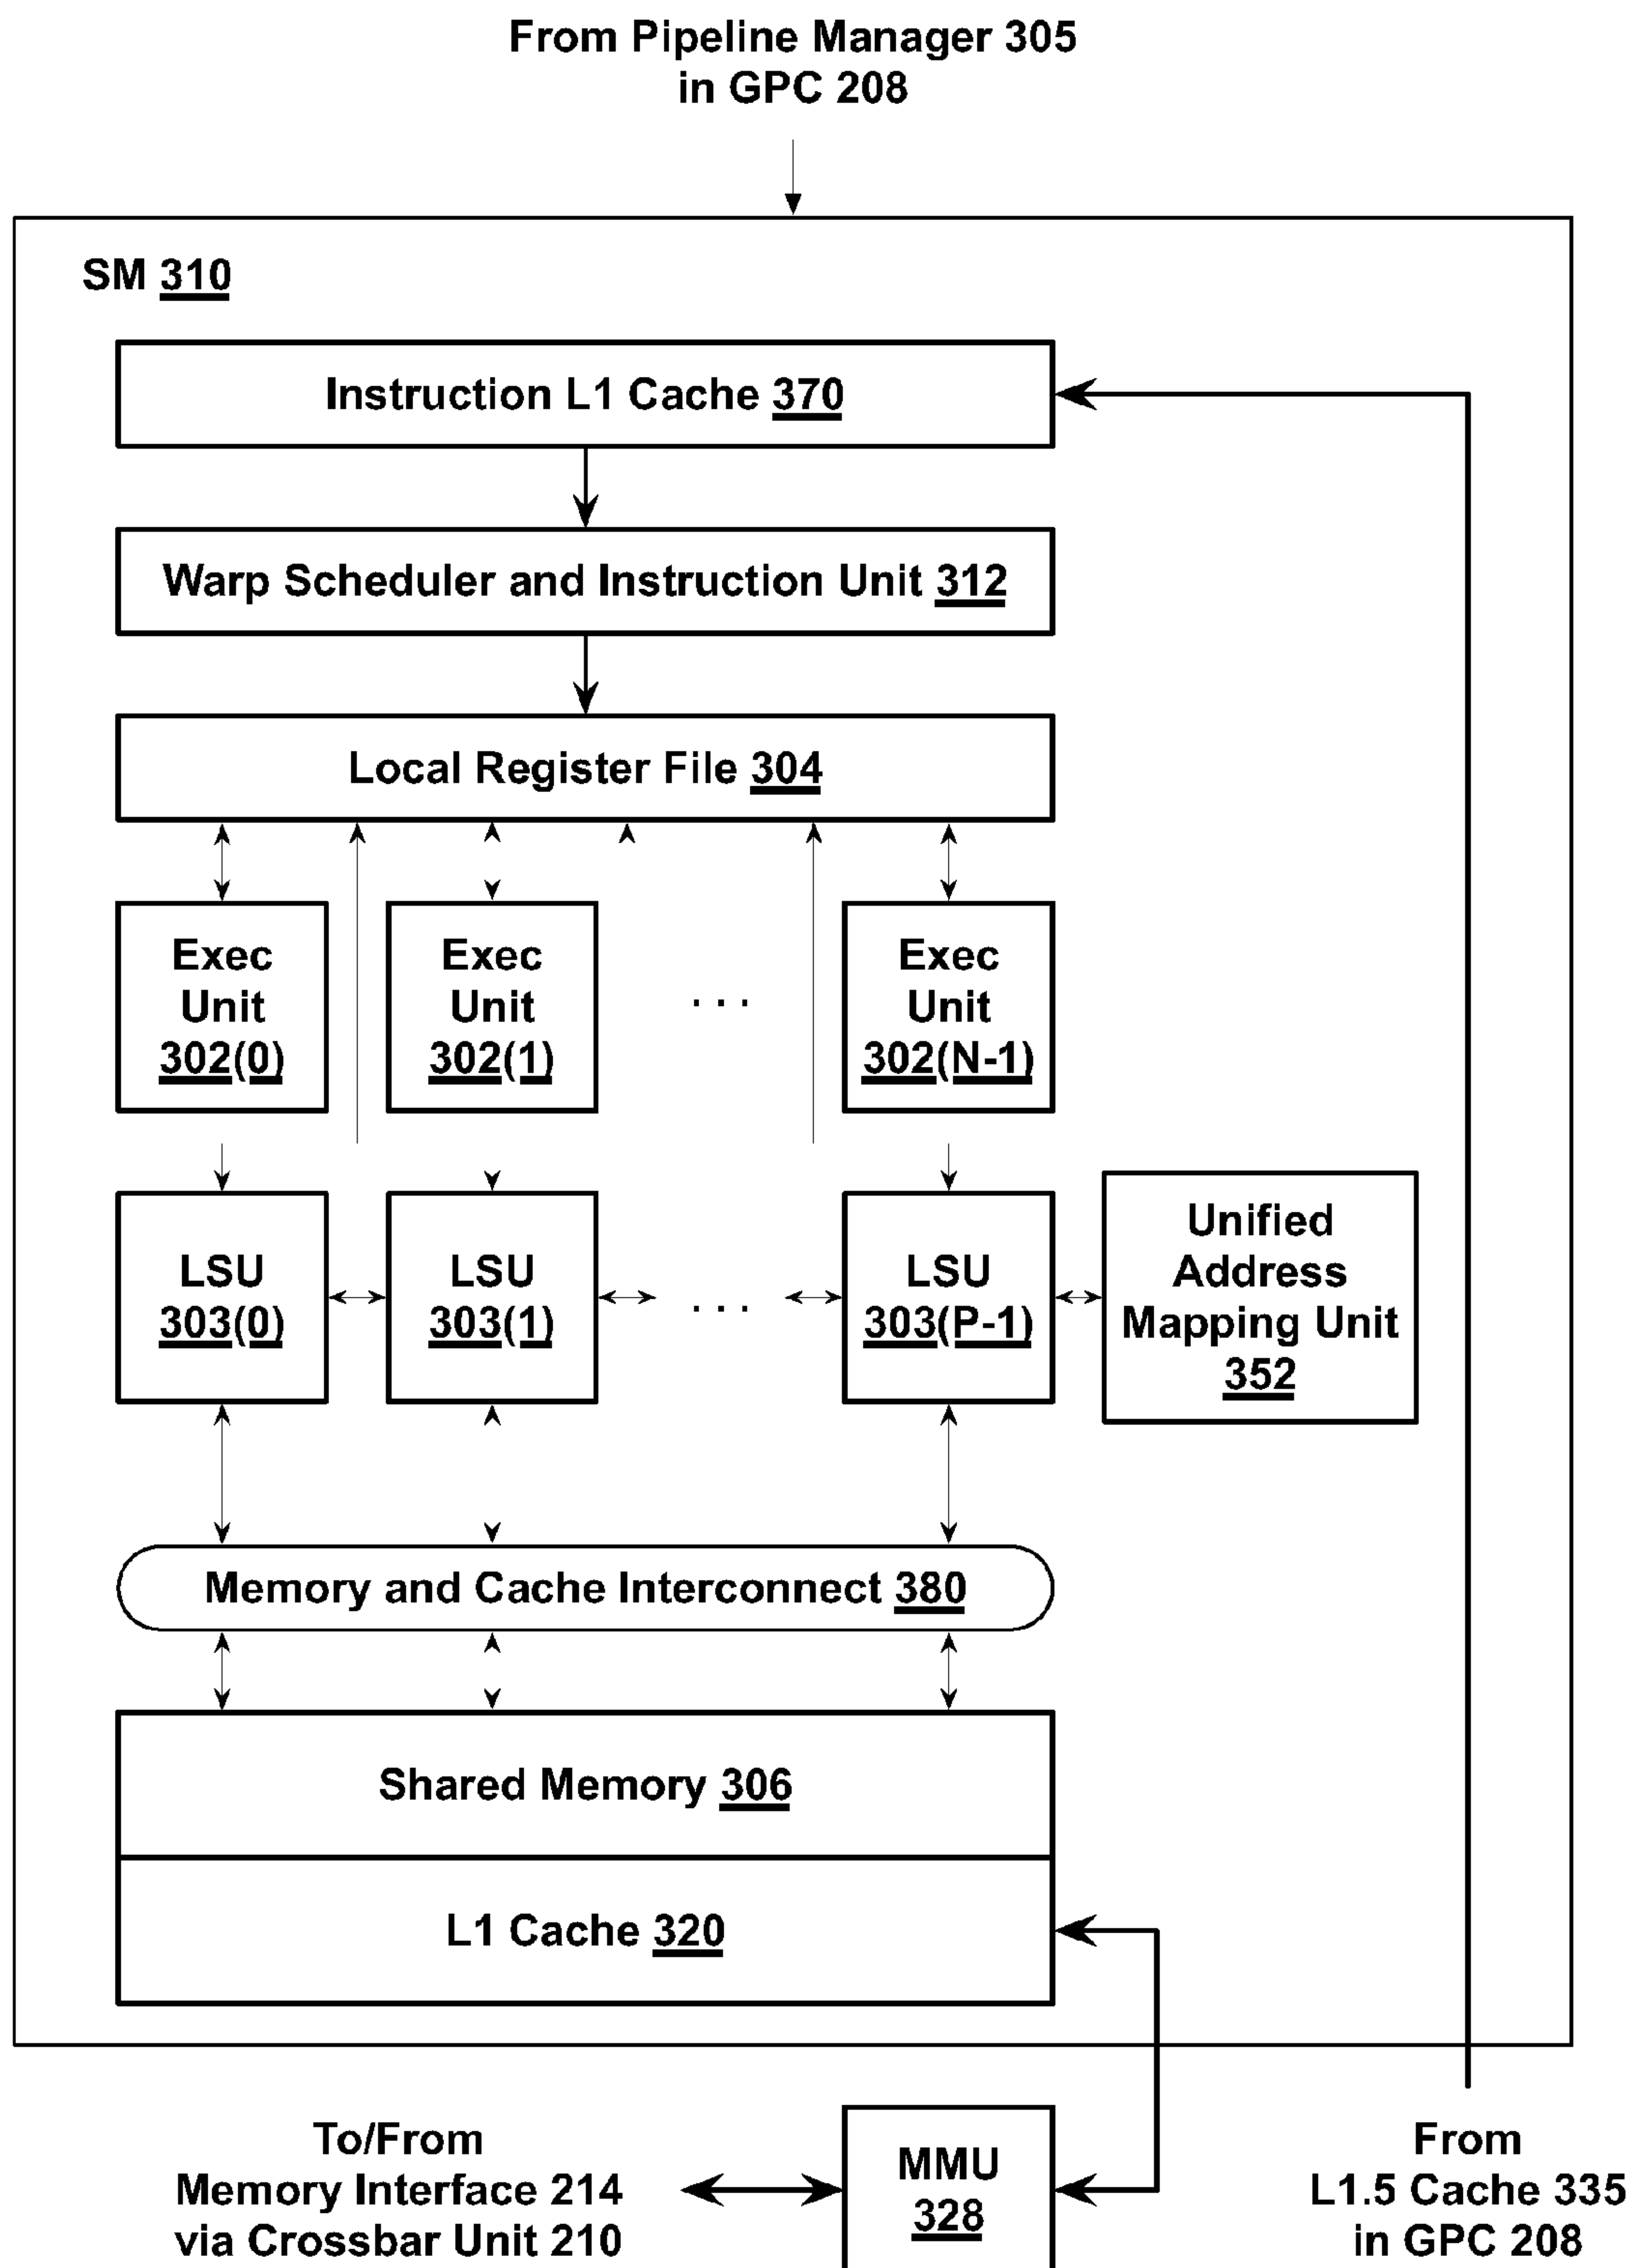 From Pipeline Manager 305
in GPC 208
SM 310
Instruction L1 Cache 370
Warp Scheduler and Instruction Unit 312
Local Register File 304
Exec
Unit
302(0)
Exec
Unit
302(1)
. . .
Exec
Unit
302(N-1)
LSU
303(0)
LSU
303(1)
. . .
LSU
303(P-1)
Unified
Address
Mapping Unit
352
Memory and Cache Interconnect 380
Shared Memory 306
L1 Cache 320
To/From
Memory Interface 214
via Crossbar Unit 210
MMU
328
From
L1.5 Cache 335
in GPC 208